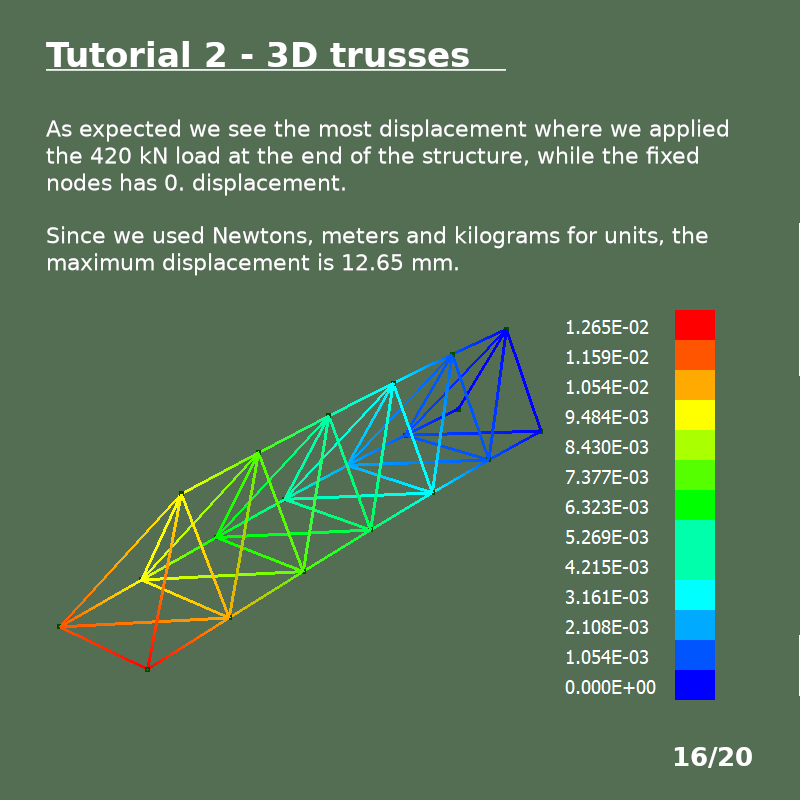 Tutorial 2 - 3D trusses
As expected we see the most displacement where we applied
the 420 kN load at the end of the structure, while the fixed
nodes has 0. displacement.
Since we used Newtons, meters and kilograms for units, the
maximum displacement is 12.65 mm.
1.265E-02
1.159E-02
1.054E-02
9.484E-03
8.430E-03
7.377E-03
6.323E-03
5.269E-03
4.215E-03
3.161E-03
2.108E-03
1.054E-03
0.000E+00
16/20